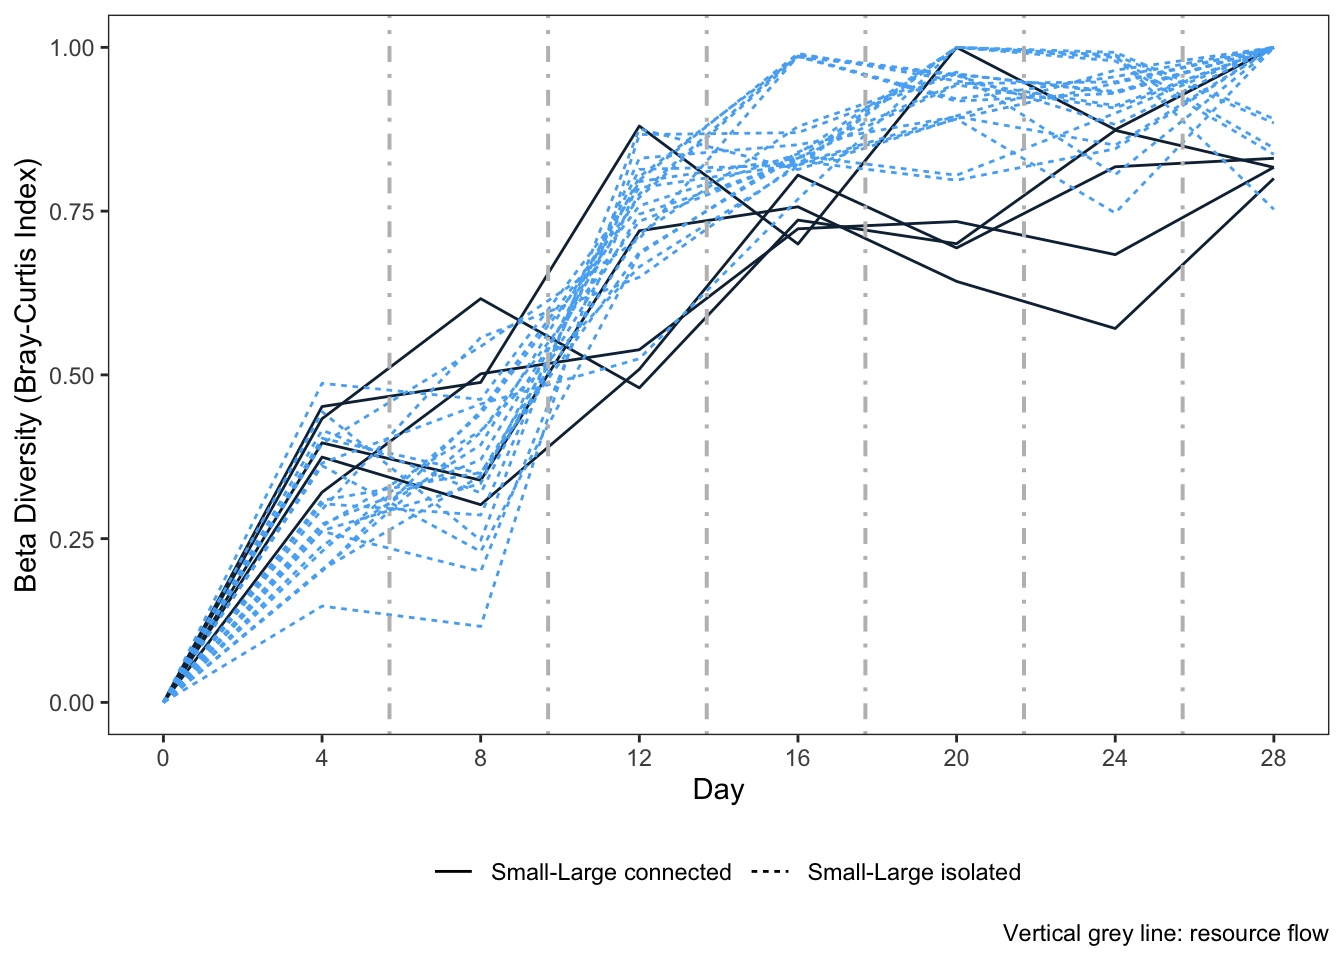 Beta Diversity (Bray-Curtis Index)
1.00
0.75
0.50
0.25
0.00
0 4 8 12 16 20 24 28
Day
Small-Large connected Small-Large isolated
Vertical grey line: resource flow